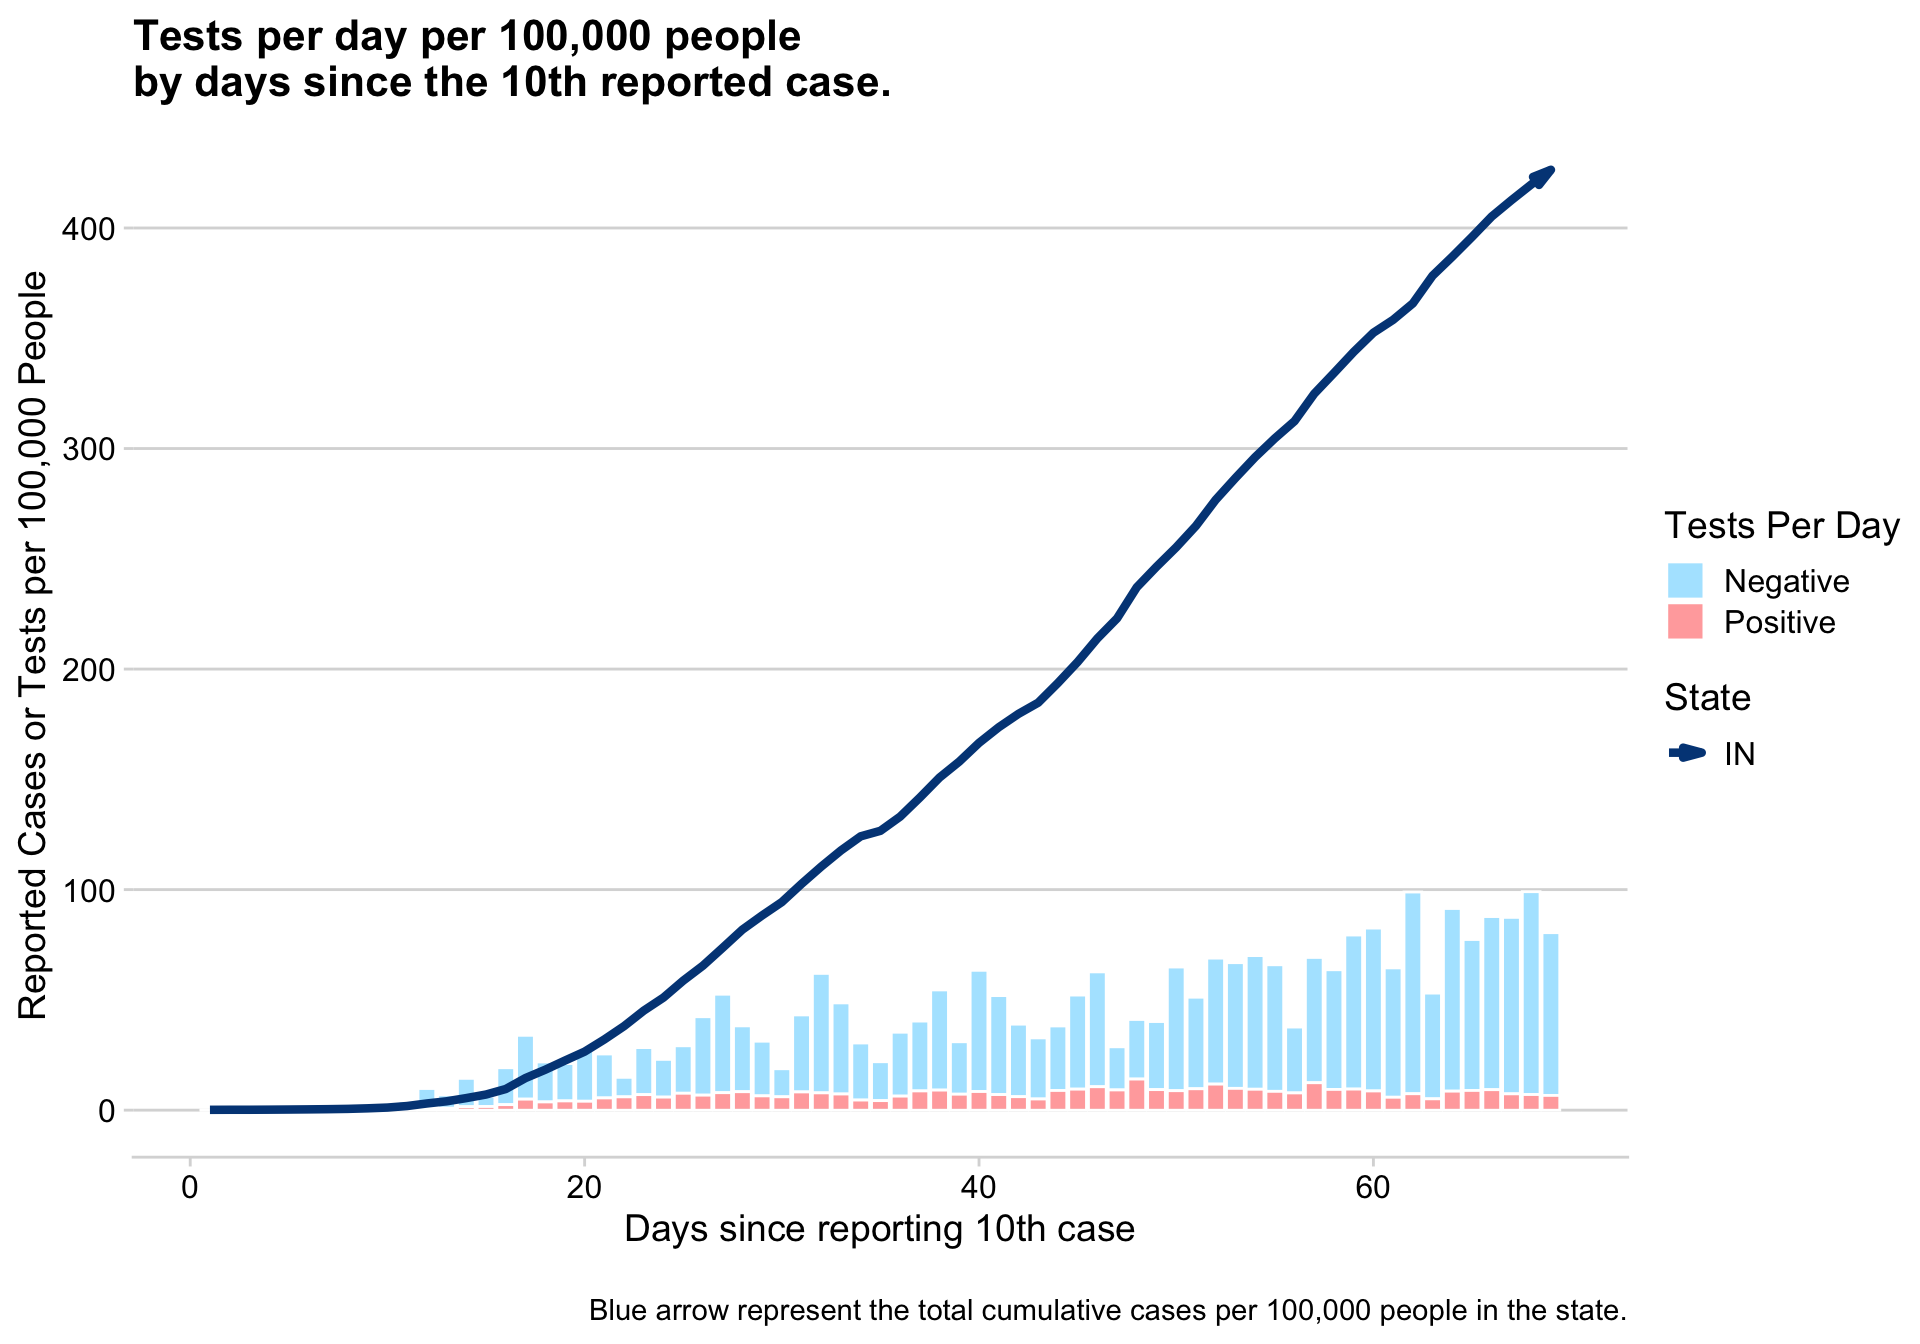 Tests per day per 100,000 people
by days since the 10th reported case.
Reported Cases or Tests per 100,000 People
400
300
200
100
0
0
20
40
60
Days since reporting 10th case
Tests Per Day
Negative
Positive
State
IN
Blue arrow represent the total cumulative cases per 100,000 people in the state.